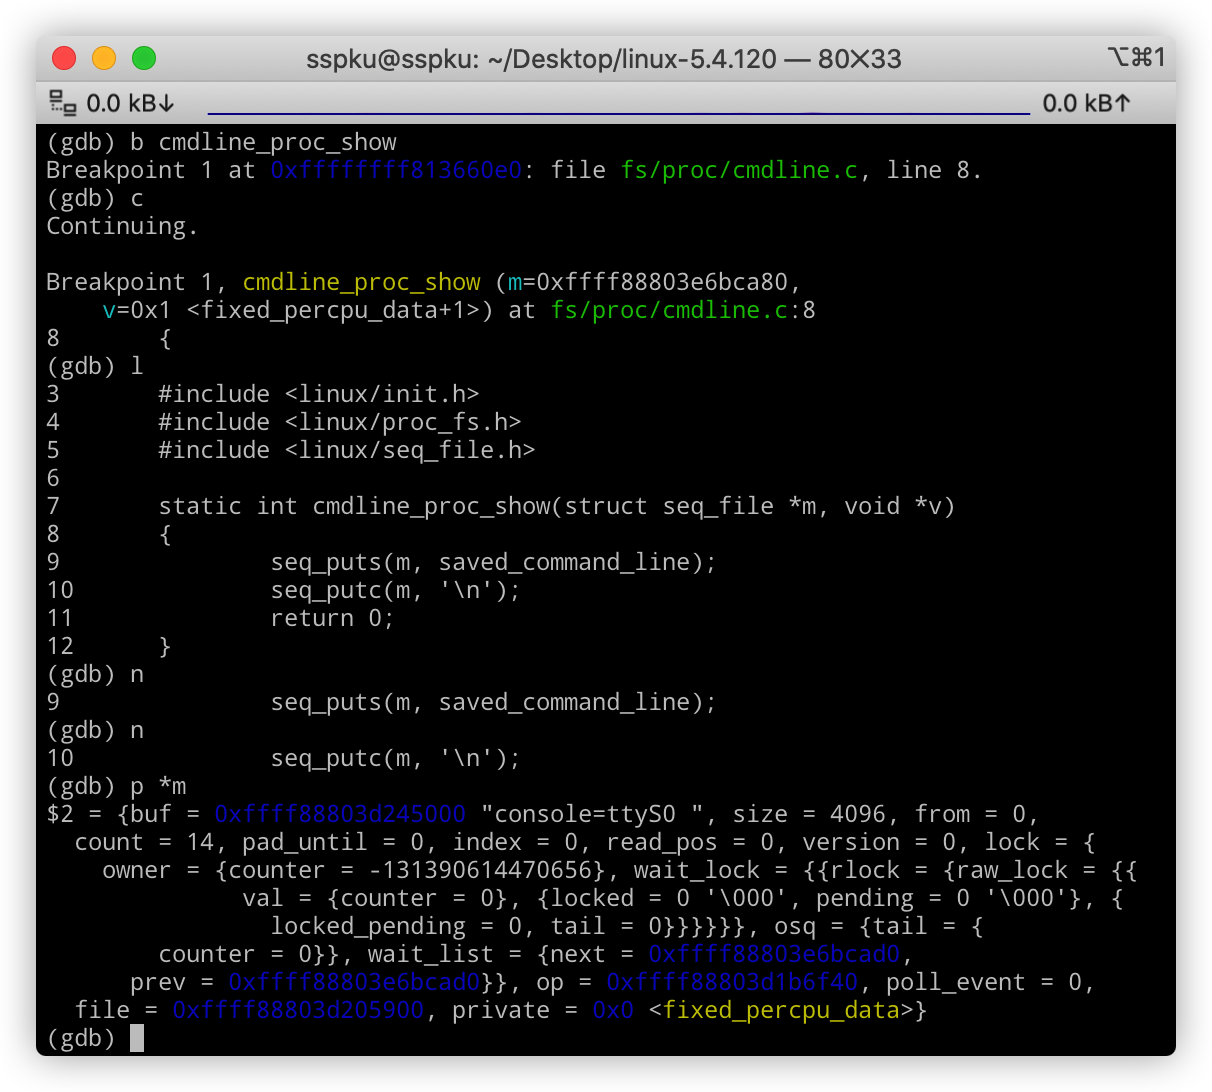 sspku@sspku: ~/Desktop/linux-5.4.120 — 80×33 ⌥⌘1
0.0 kB↓ 0.0 kB↑
(gdb) b cmdline_proc_show
Breakpoint 1 at 0xffffffff813660e0: file fs/proc/cmdline.c, line 8.
(gdb) c
Continuing.
Breakpoint 1, cmdline_proc_show (m=0xffff88803e6bca80,
    v=0x1 <fixed_percpu_data+1>) at fs/proc/cmdline.c:8
8       {
(gdb) l
3       #include <linux/init.h>
4       #include <linux/proc_fs.h>
5       #include <linux/seq_file.h>
6
7       static int cmdline_proc_show(struct seq_file *m, void *v)
8       {
9               seq_puts(m, saved_command_line);
10              seq_putc(m, '\n');
11              return 0;
12      }
(gdb) n
9               seq_puts(m, saved_command_line);
(gdb) n
10              seq_putc(m, '\n');
(gdb) p *m
$2 = {buf = 0xffff88803d245000 "console=ttyS0 ", size = 4096, from = 0,
  count = 14, pad_until = 0, index = 0, read_pos = 0, version = 0, lock = {
    owner = {counter = -131390614470656}, wait_lock = {{rlock = {raw_lock = {{
              val = {counter = 0}, {locked = 0 '\000', pending = 0 '\000'}, {
                locked_pending = 0, tail = 0}}}}}}, osq = {tail = {
        counter = 0}}, wait_list = {next = 0xffff88803e6bcad0,
      prev = 0xffff88803e6bcad0}}, op = 0xffff88803d1b6f40, poll_event = 0,
  file = 0xffff88803d205900, private = 0x0 <fixed_percpu_data>}
(gdb)